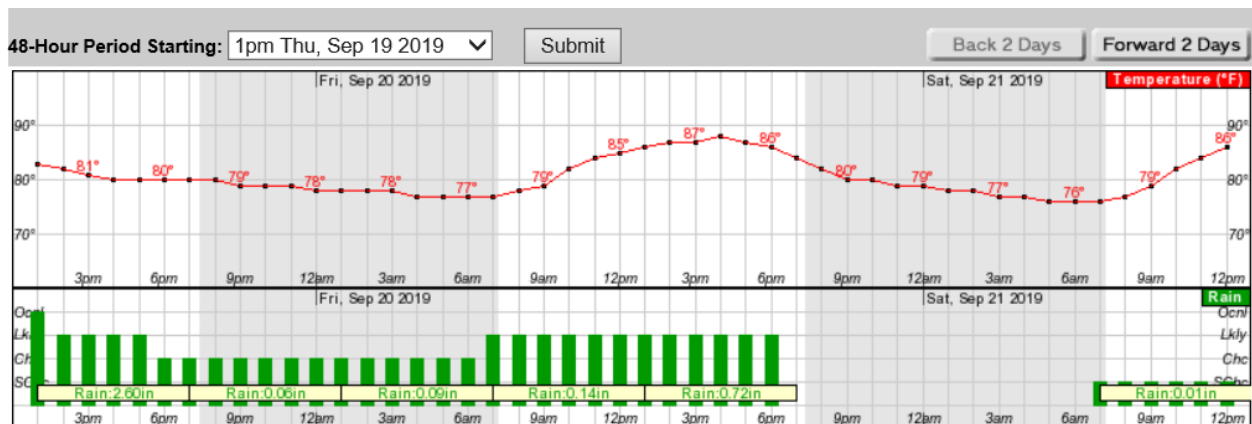 48-Hour Period Starting: 1pm Thu, Sep 19 2019 Submit Back 2 Days Forward 2 Days
Fri, Sep 20 2019 Sat, Sep 21 2019 Temperature (°F)
90° 90°
81° 80° 79° 78° 78° 77° 79° 85° 87° 86° 80° 79° 77° 76° 79° 86°
80° 80°
70° 70°
3pm 6pm 9pm 12am 3am 6am 9am 12pm 3pm 6pm 9pm 12am 3am 6am 9am 12pm
Fri, Sep 20 2019 Sat, Sep 21 2019 Rain
Ocnl Ocnl
Lkly
Chc
SChc
Rain:2.60in Rain:0.06in Rain:0.09in Rain:0.14in Rain:0.72in Rain:0.01in
3pm 6pm 9pm 12am 3am 6am 9am 12pm 3pm 6pm 9pm 12am 3am 6am 9am 12pm